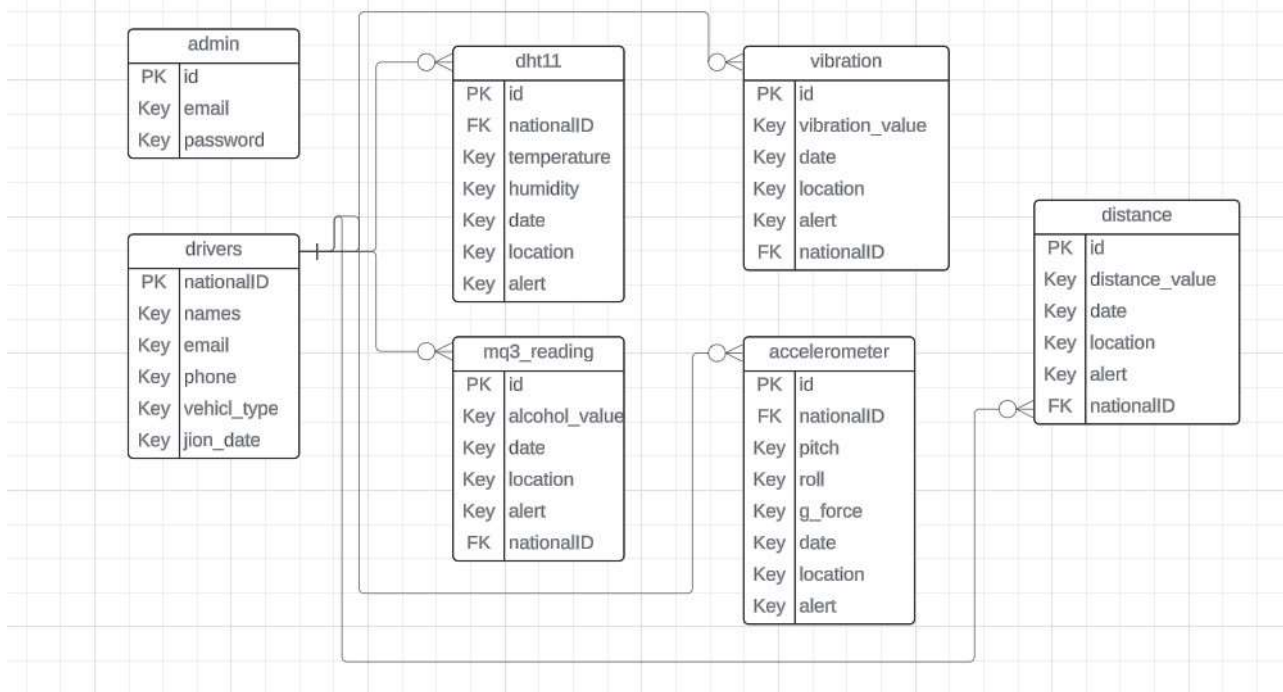 admin
PK id
Key email
Key password
drivers
PK nationalID
Key names
Key email
Key phone
Key vehicl_type
Key jion_date
dht11
PK id
FK nationalID
Key temperature
Key humidity
Key date
Key location
Key alert
mq3_reading
PK id
Key alcohol_value
Key date
Key location
Key alert
FK nationalID
vibration
PK id
Key vibration_value
Key date
Key location
Key alert
FK nationalID
accelerometer
PK id
FK nationalID
Key pitch
Key roll
Key g_force
Key date
Key location
Key alert
distance
PK id
Key distance_value
Key date
Key location
Key alert
FK nationalID